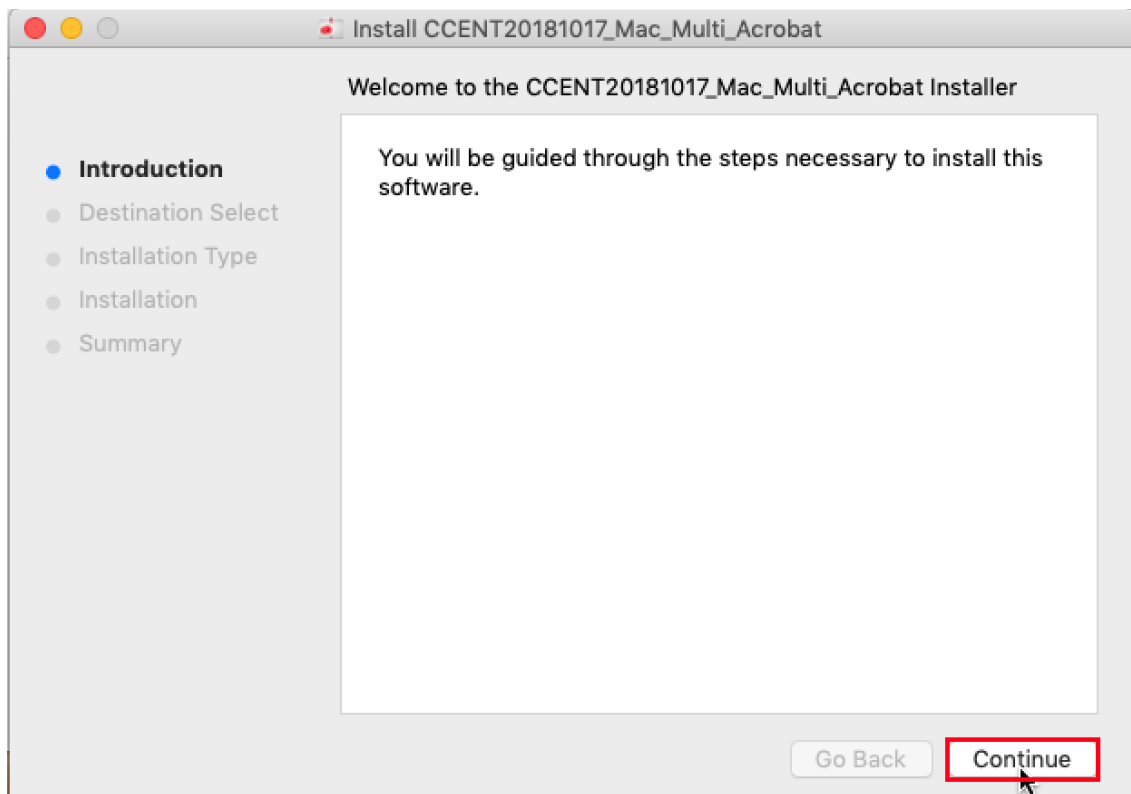 Install CCENT20181017_Mac_Multi_Acrobat
Welcome to the CCENT20181017_Mac_Multi_Acrobat Installer
Introduction
Destination Select
Installation Type
Installation
Summary
You will be guided through the steps necessary to install this
software.
Go Back
Continue